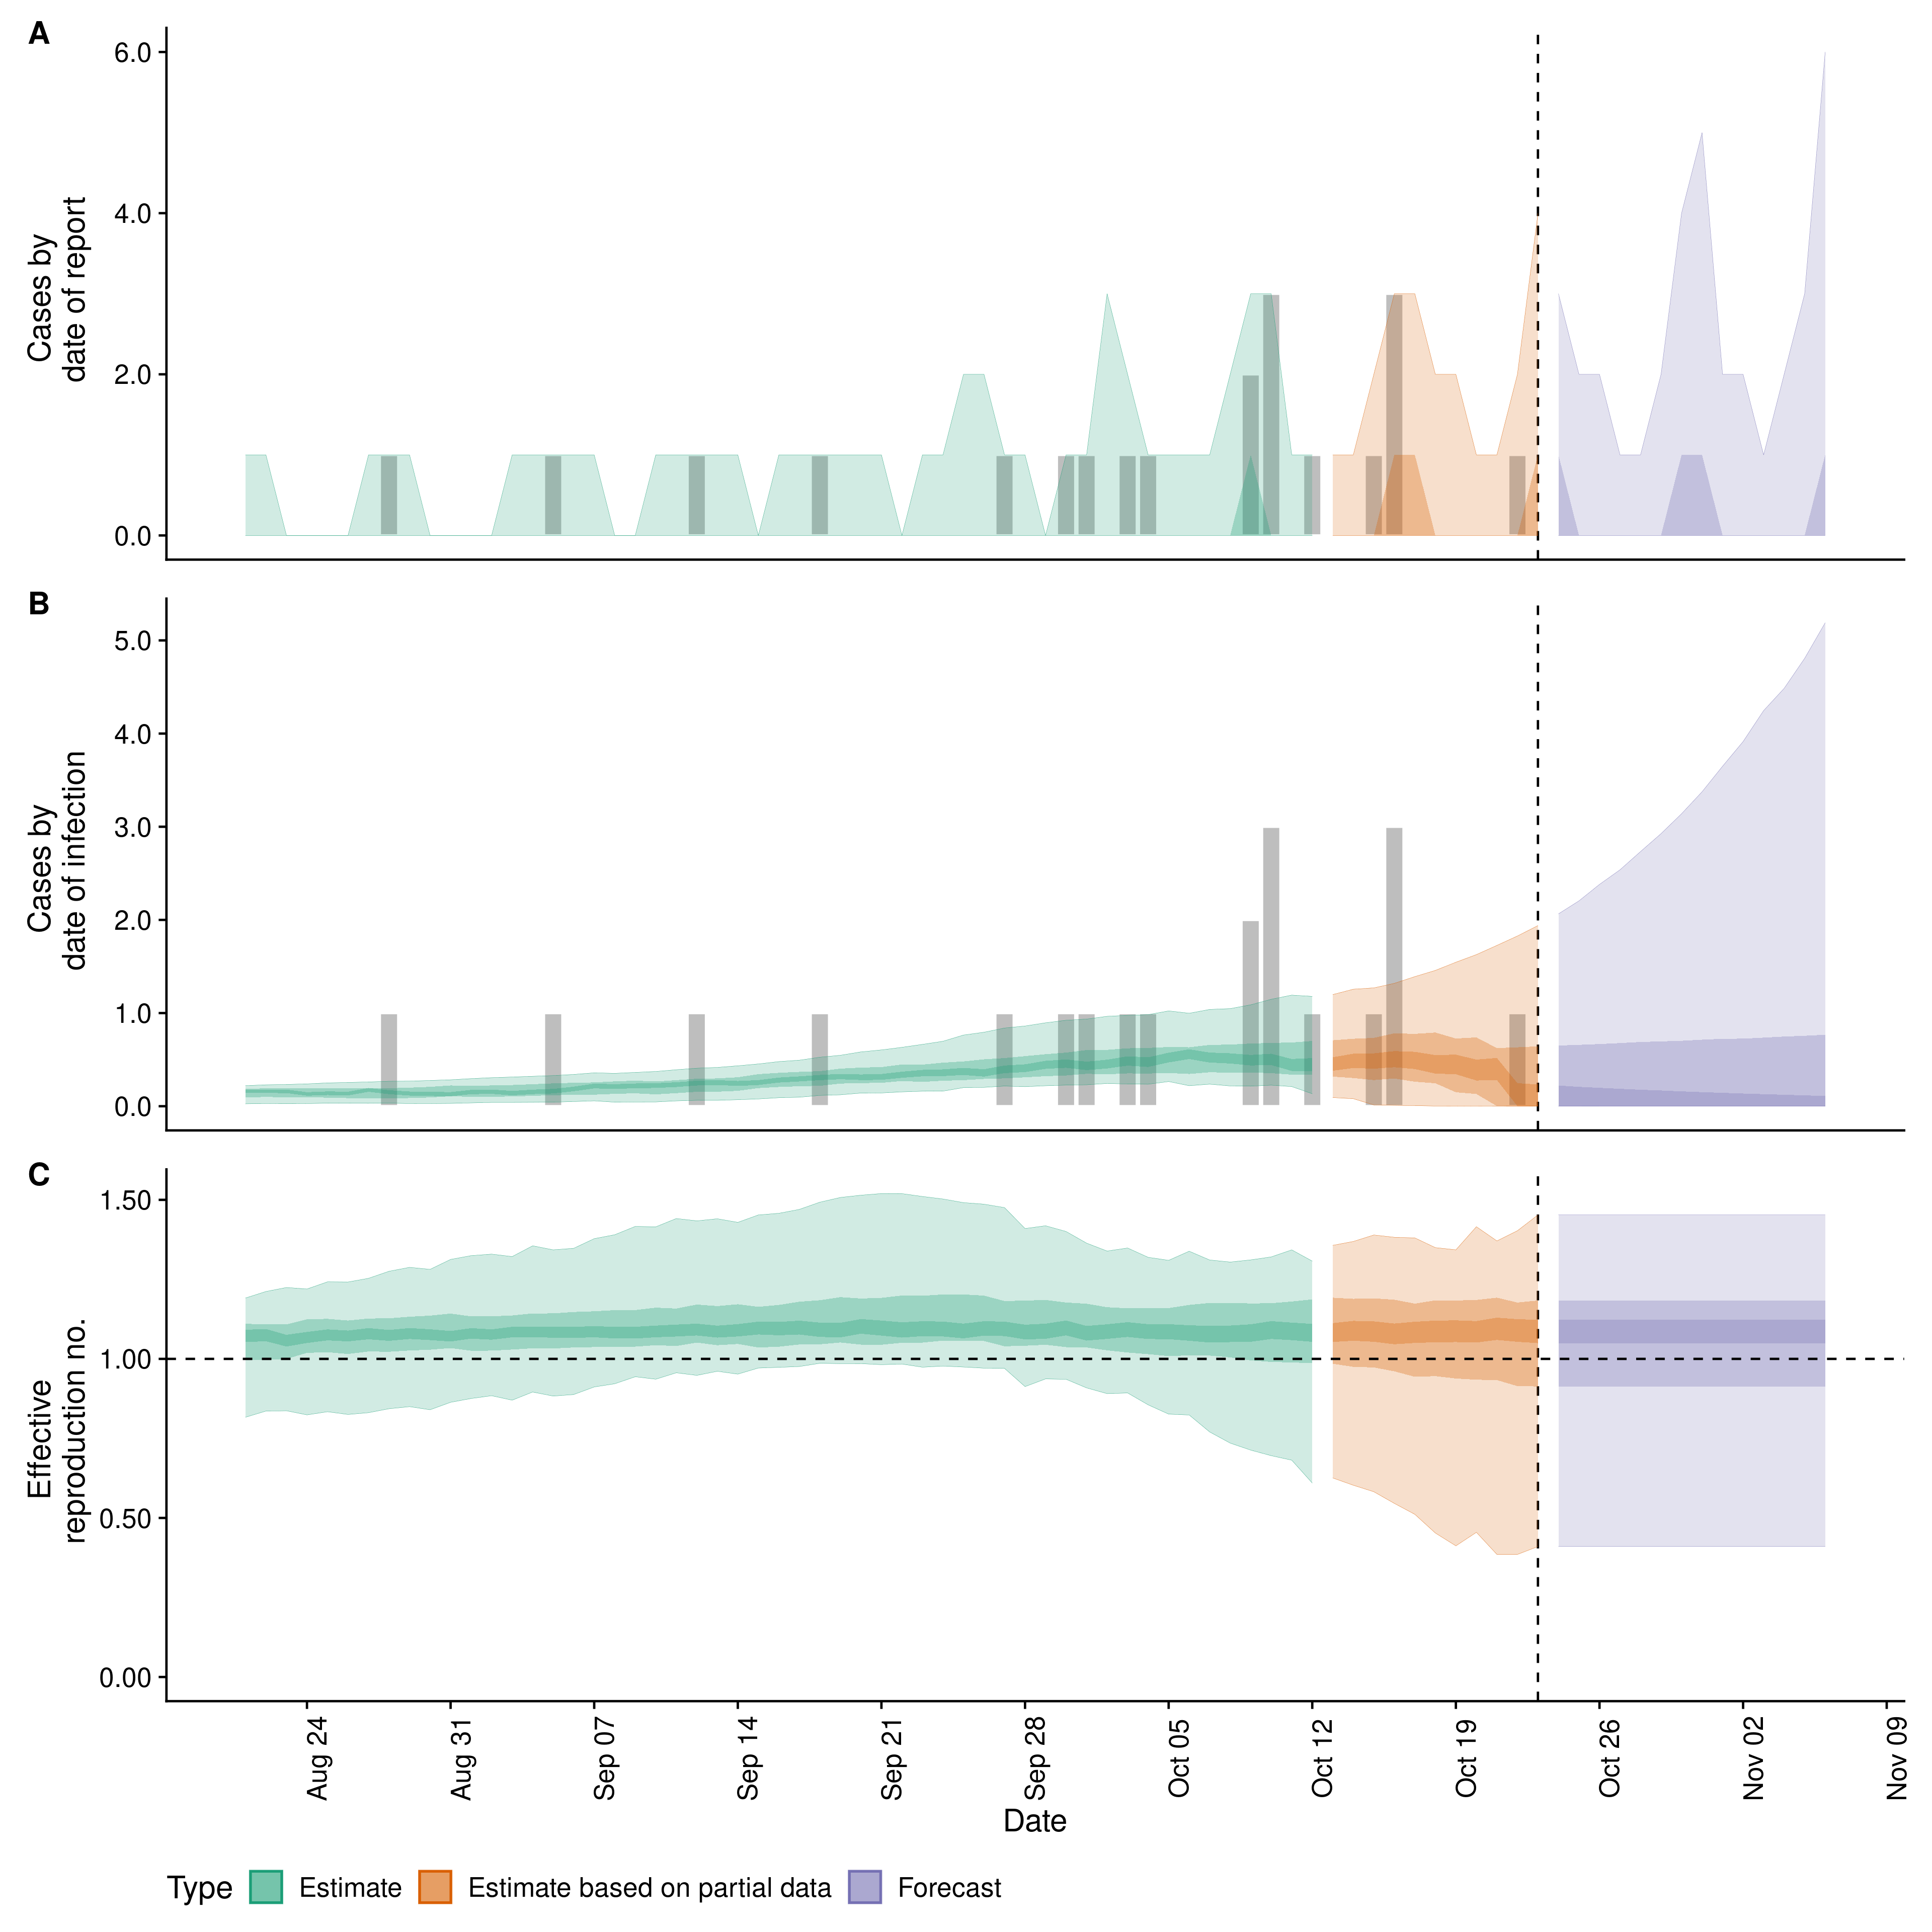 A
6.0
4.0
2.0
0.0
Cases by
date of report
B
5.0
4.0
3.0
2.0
1.0
0.0
Cases by
date of infection
C
1.50
1.00
0.50
0.00
Effective
reproduction no.
Aug 24
Aug 31
Sep 07
Sep 14
Sep 21
Sep 28
Oct 05
Oct 12
Oct 19
Oct 26
Nov 02
Nov 09
Date
Type Estimate Estimate based on partial data Forecast